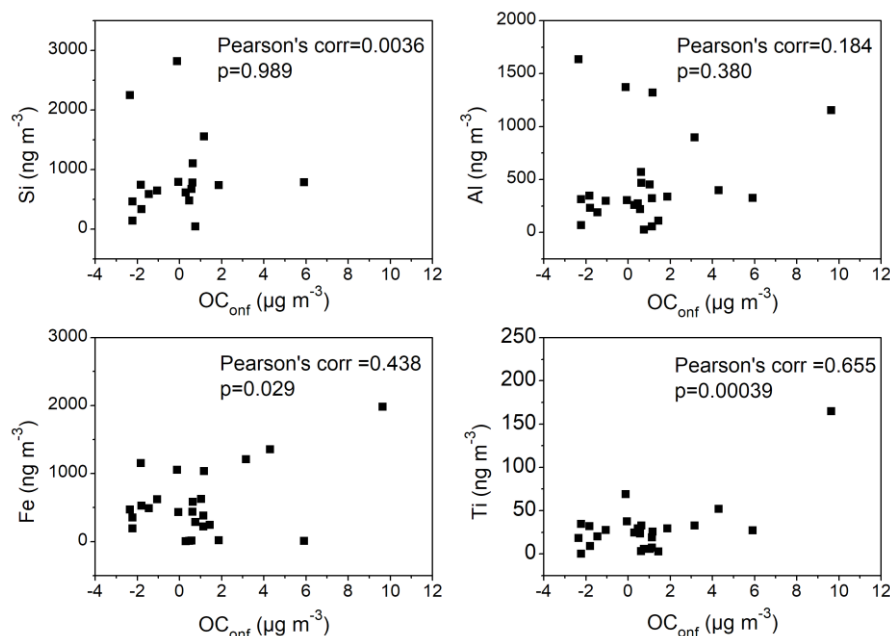 Pearson's corr=0.0036
p=0.989
Si (ng m⁻³)
3000
2000
1000
0
-4 -2 0 2 4 6 8 10 12
OC_onf (µg m⁻³)
Pearson's corr=0.184
p=0.380
Al (ng m⁻³)
2000
1500
1000
500
0
-4 -2 0 2 4 6 8 10 12
OC_onf (µg m⁻³)
Pearson's corr =0.438
p=0.029
Fe (ng m⁻³)
3000
2000
1000
0
-4 -2 0 2 4 6 8 10 12
OC_onf (µg m⁻³)
Pearson's corr =0.655
p=0.00039
Ti (ng m⁻³)
250
200
150
100
50
0
-4 -2 0 2 4 6 8 10 12
OC_onf (µg m⁻³)